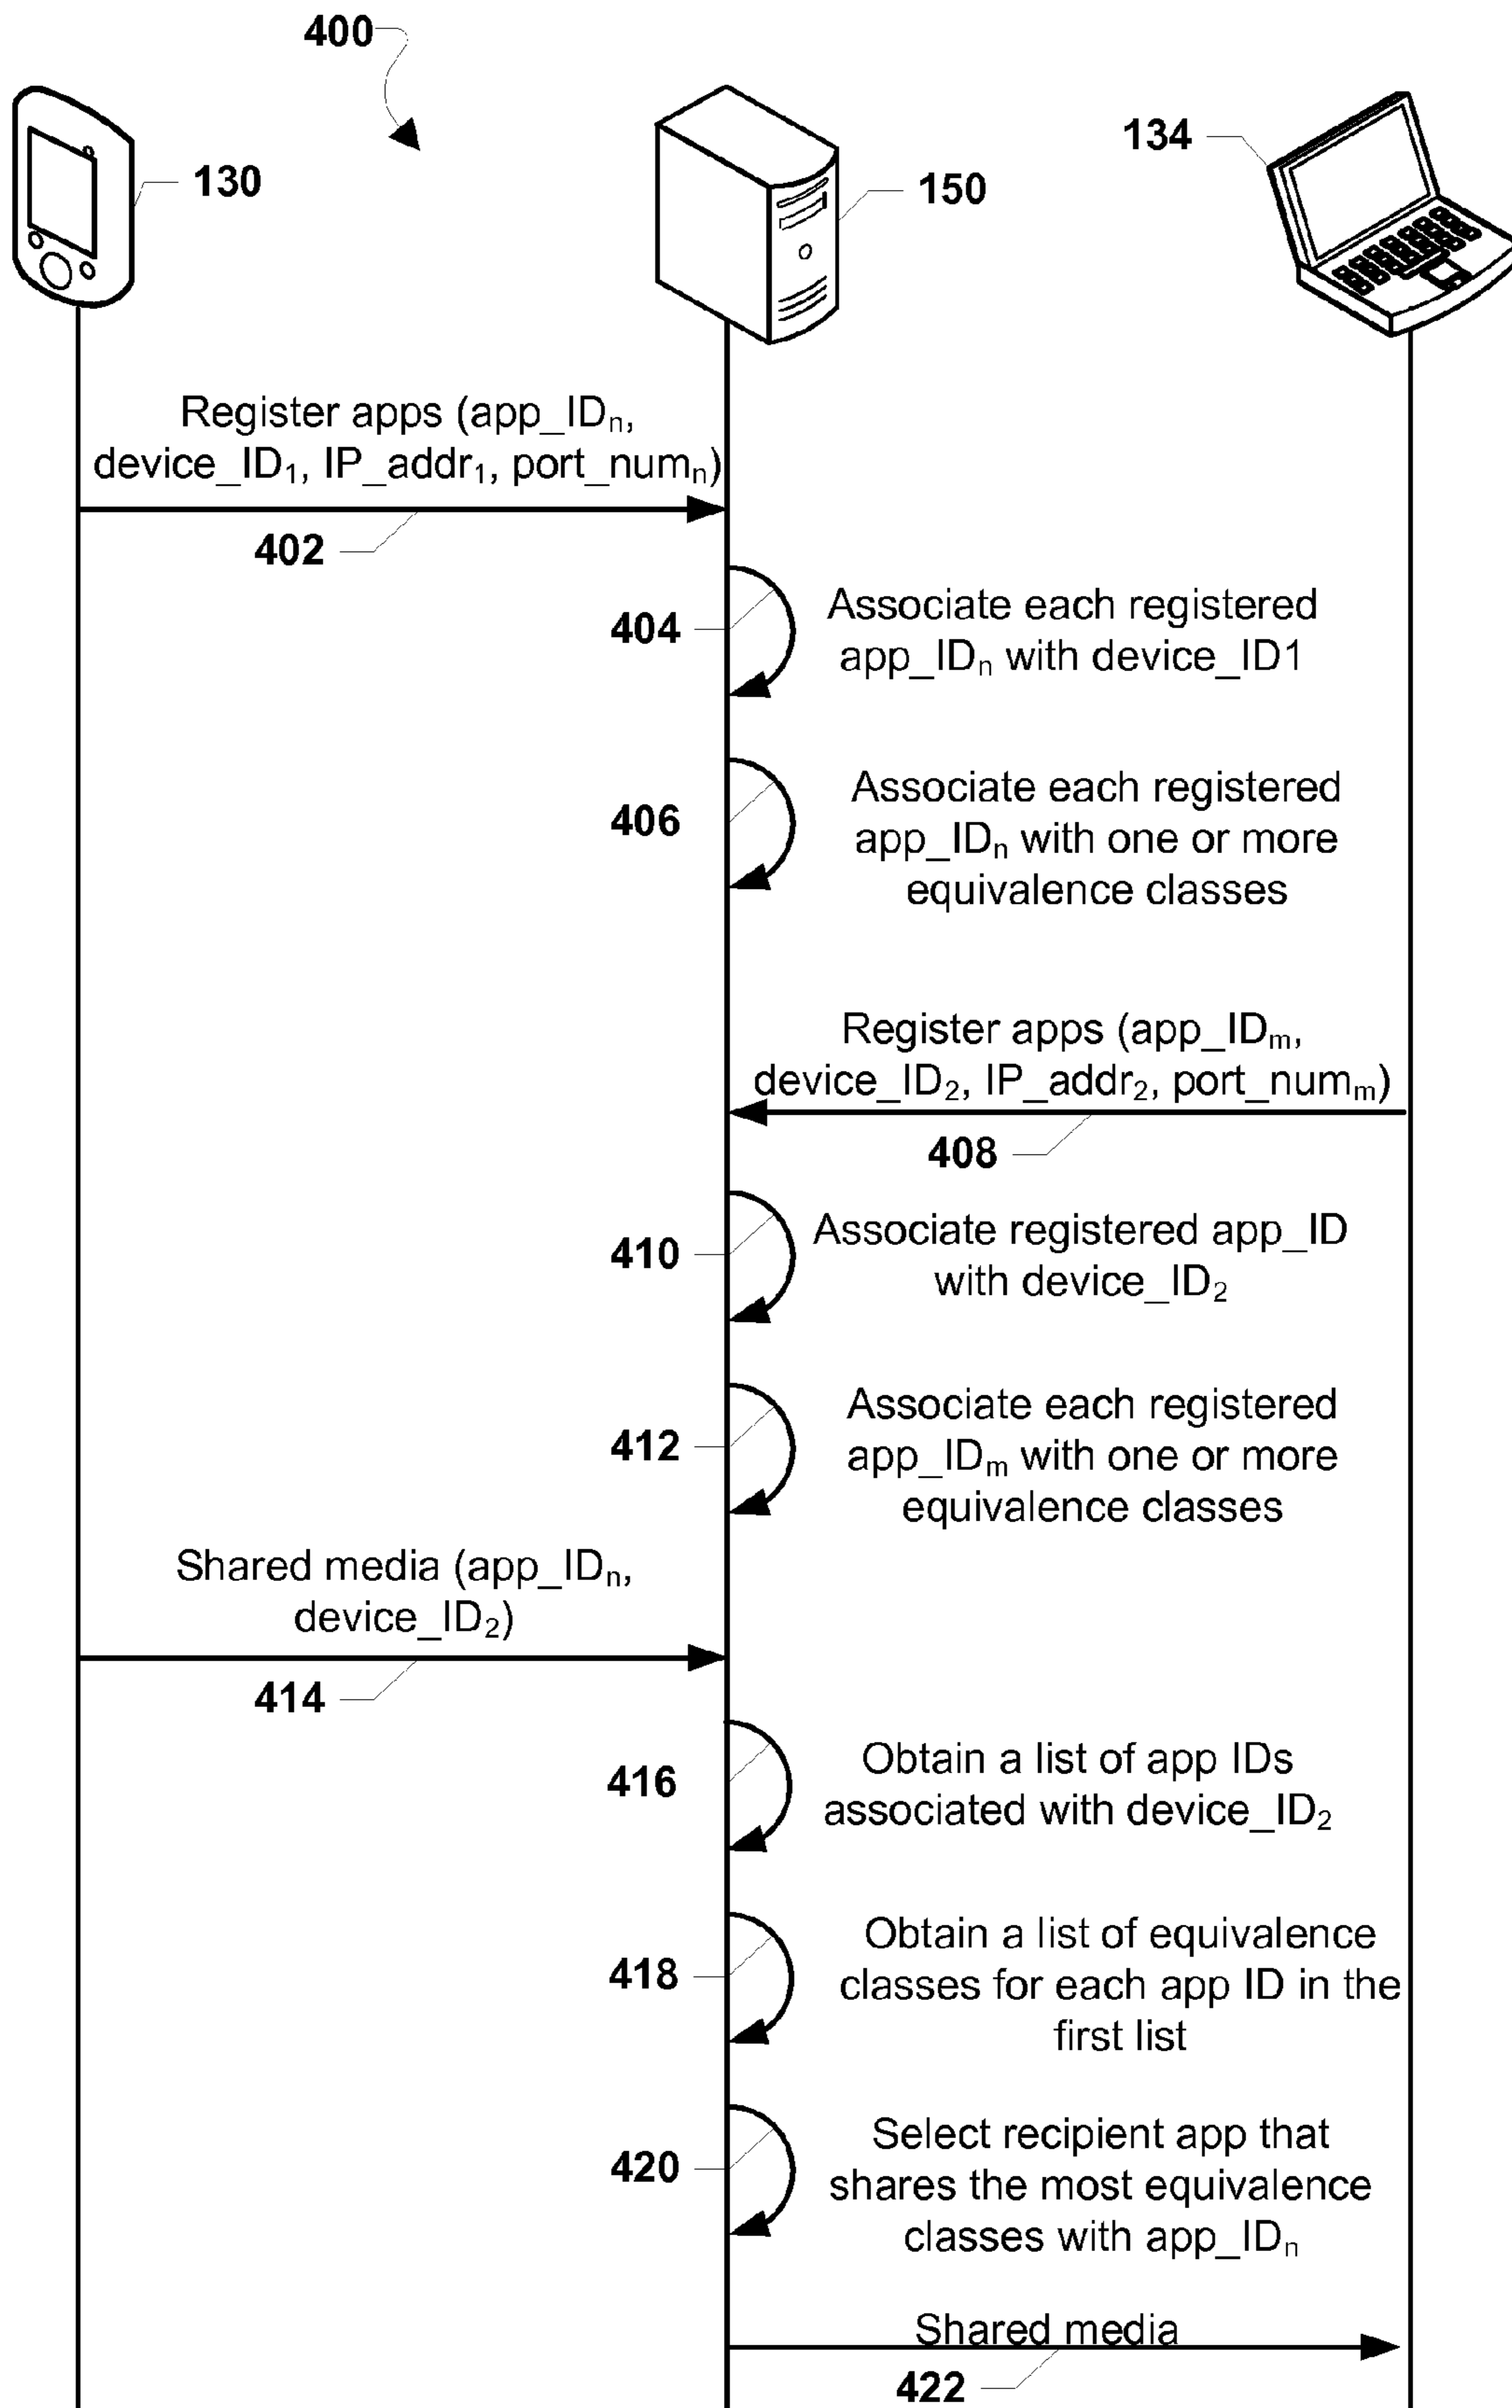 400
130
150
134
Register apps (app_IDₙ,
device_ID₁, IP_addr₁, port_numₙ)
402
404
Associate each registered
app_IDₙ with device_ID1
406
Associate each registered
app_IDₙ with one or more
equivalence classes
Register apps (app_IDₘ,
device_ID₂, IP_addr₂, port_numₘ)
408
410
Associate registered app_ID
with device_ID₂
412
Associate each registered
app_IDₘ with one or more
equivalence classes
Shared media (app_IDₙ,
device_ID₂)
414
416
Obtain a list of app IDs
associated with device_ID₂
418
Obtain a list of equivalence
classes for each app ID in the
first list
420
Select recipient app that
shares the most equivalence
classes with app_IDₙ
Shared media
422